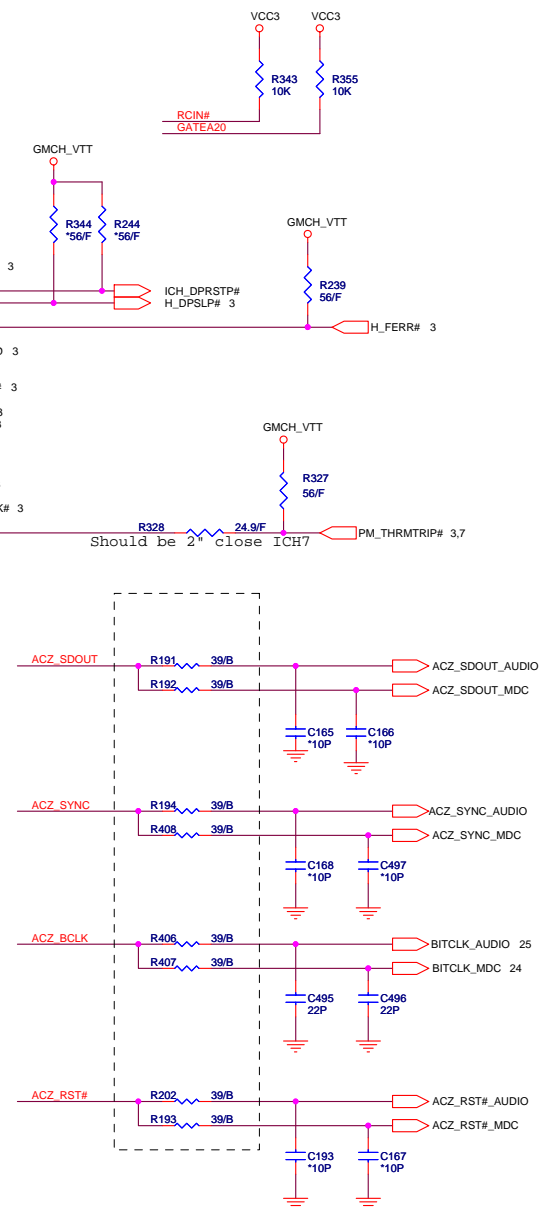 VCC3 VCC3
R343 10K
R355 10K
RCIN#
GATEA20
GMCH_VTT
R344 *56/F
R244 *56/F
GMCH_VTT
R239 56/F
3
ICH_DPRSTP#
H_DPSLP# 3
H_FERR# 3
3
# 3
GMCH_VTT
R327 56/F
K# 3
R328 24.9/F
PM_THRMTRIP# 3,7
Should be 2" close ICH7
ACZ_SDOUT R191 39/B ACZ_SDOUT_AUDIO
R192 39/B ACZ_SDOUT_MDC
C165 *10P
C166 *10P
ACZ_SYNC R194 39/B ACZ_SYNC_AUDIO
R408 39/B ACZ_SYNC_MDC
C168 *10P
C497 *10P
ACZ_BCLK R406 39/B BITCLK_AUDIO 25
R407 39/B BITCLK_MDC 24
C495 22P
C496 22P
ACZ_RST# R202 39/B ACZ_RST#_AUDIO
R193 39/B ACZ_RST#_MDC
C193 *10P
C167 *10P